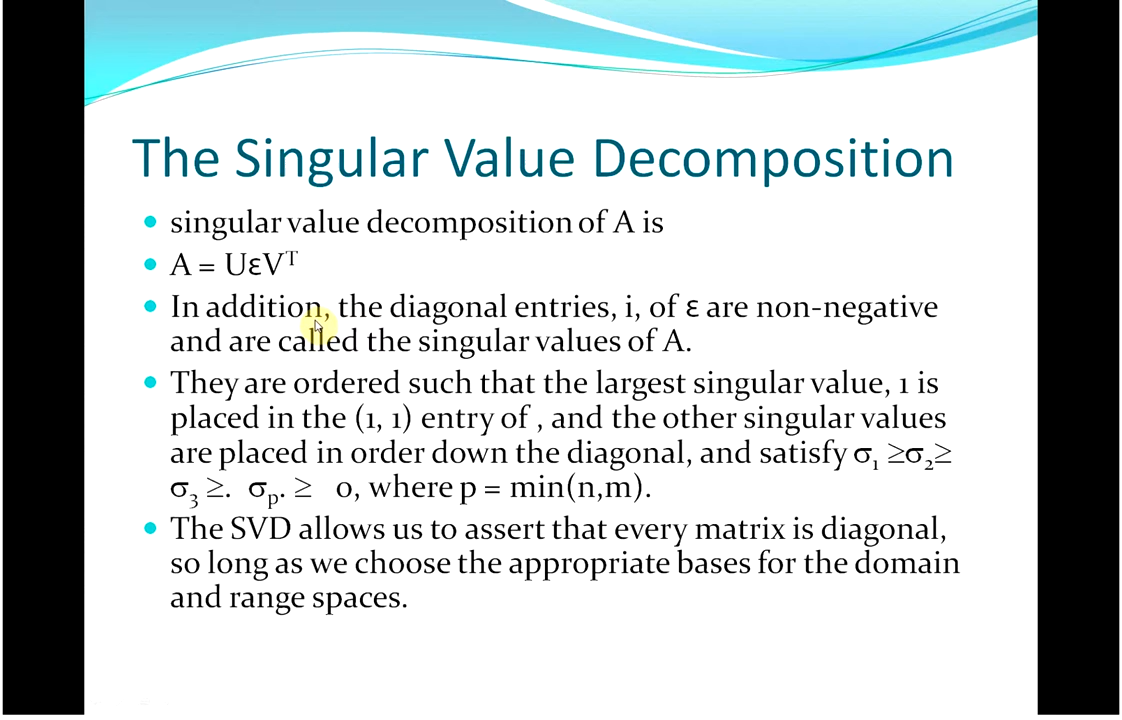 The Singular Value Decomposition
• singular value decomposition of A is
• A = UεVᵀ
• In addition, the diagonal entries, i, of ε are non-negative
and are called the singular values of A.
• They are ordered such that the largest singular value, 1 is
placed in the (1, 1) entry of , and the other singular values
are placed in order down the diagonal, and satisfy σ₁ ≥σ₂≥
σ₃ ≥. σₚ. ≥ 0, where p = min(n,m).
• The SVD allows us to assert that every matrix is diagonal,
so long as we choose the appropriate bases for the domain
and range spaces.